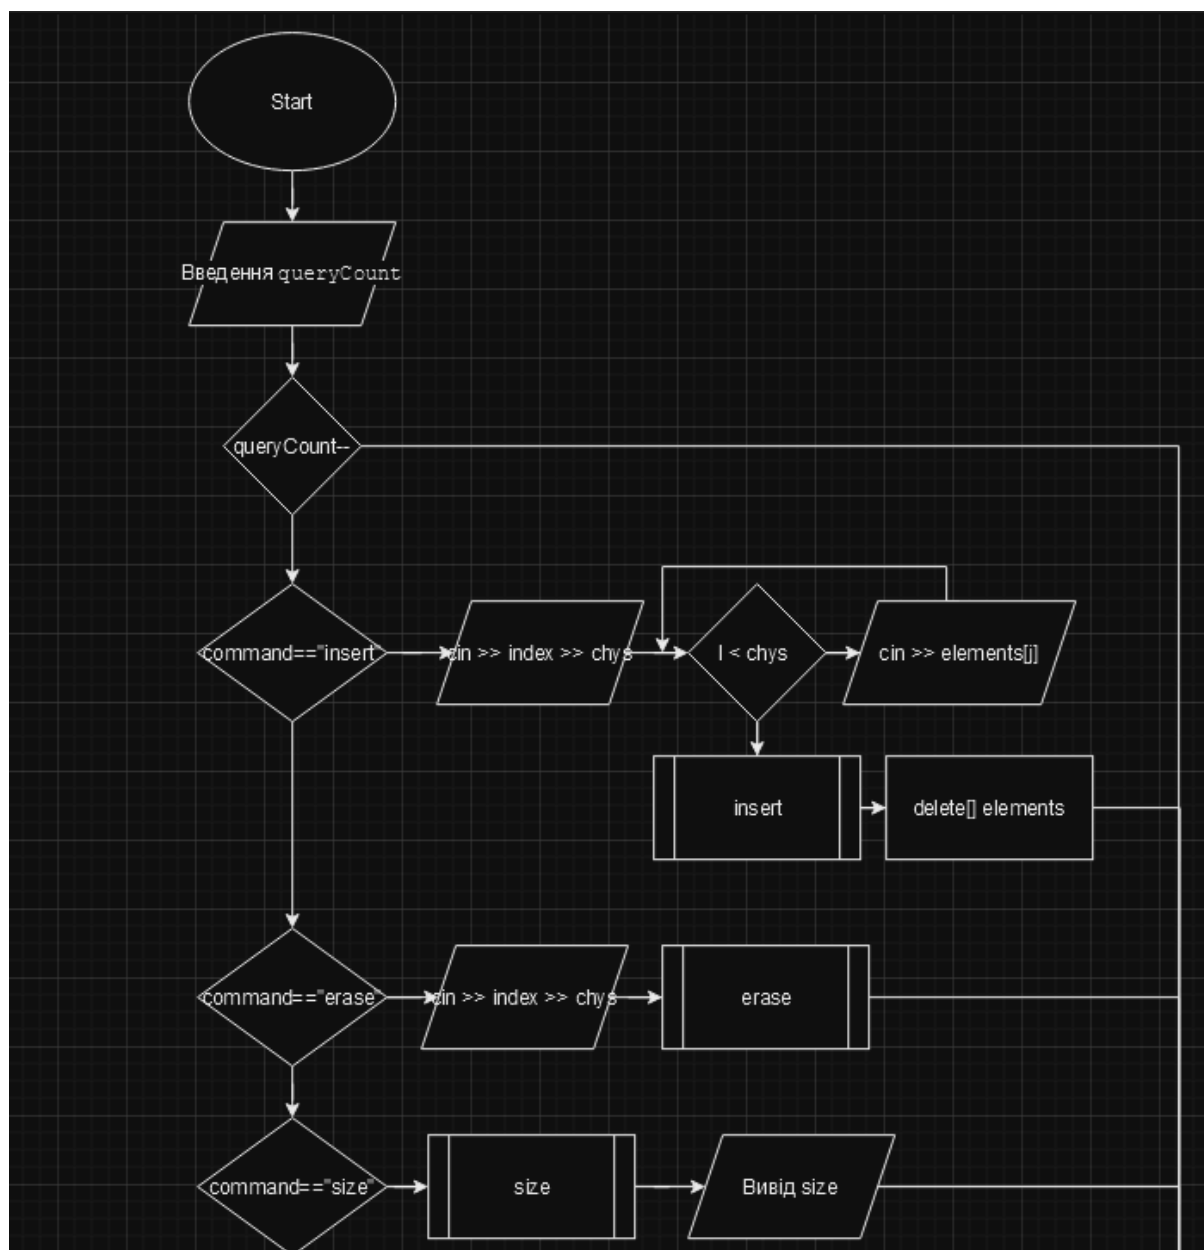 Start
Введення queryCount
queryCount--
command=="insert
cin >> index >> chys
I < chys
cin >> elements[j]
insert
delete[] elements
command=="erase"
cin >> index >> chys
erase
command=="size"
size
Вивід size